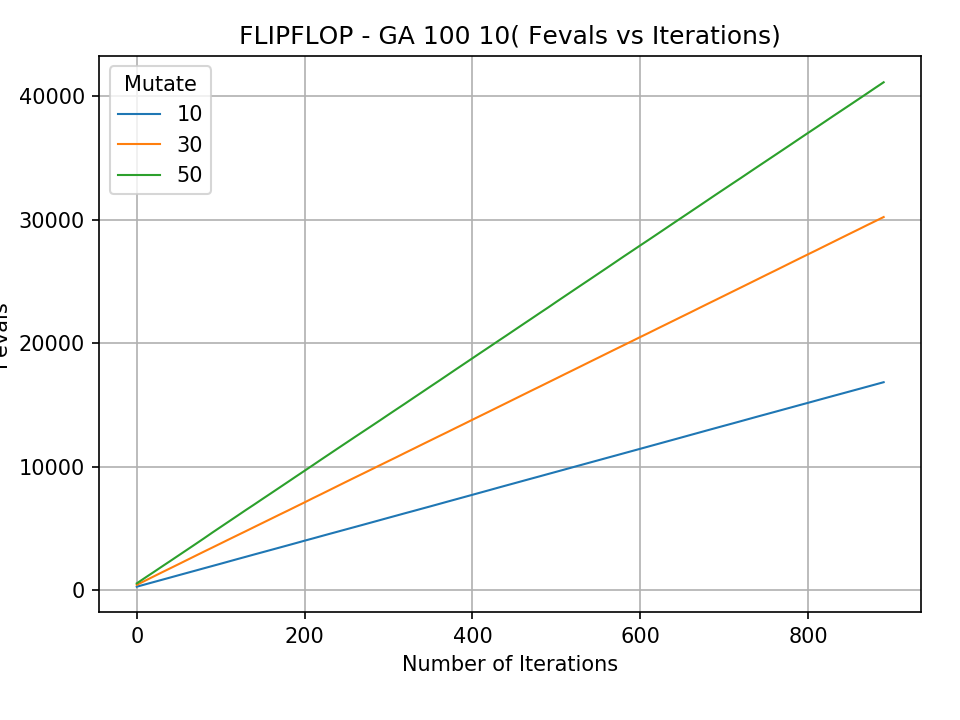 FLIPFLOP - GA 100 10( Fevals vs Iterations)
Mutate
10
30
50
40000
30000
20000
10000
0
Fevals
0 200 400 600 800
Number of Iterations